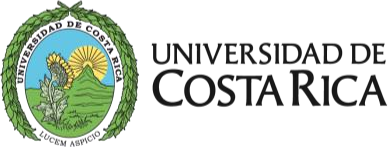 UNIVERSIDAD DE COSTA RICA
LUCEM ASPICIO
UNIVERSIDAD DE
COSTA RICA